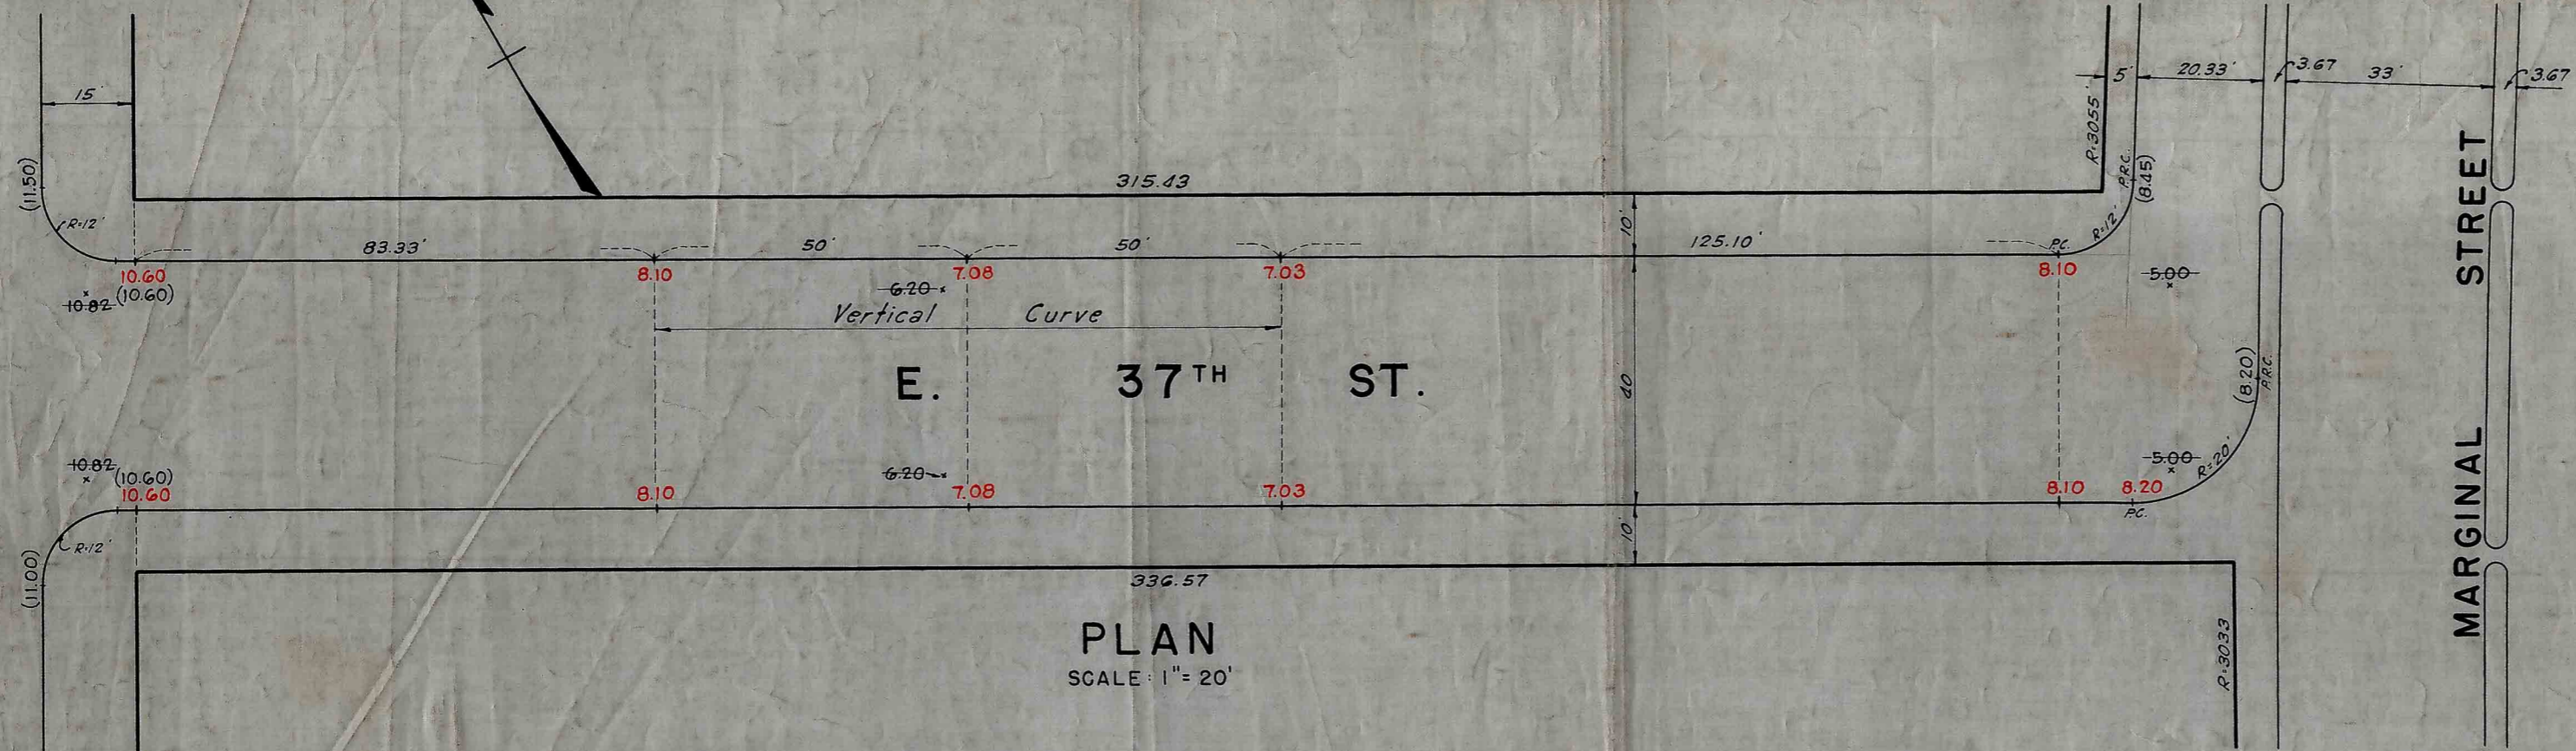 15'
5'
20.33'
3.67
33'
3.67
R=3055'
P.R.C.
(8.45)
(11.50)
R=12'
315.43
10'
R=12'
83.33'
50'
50'
125.10'
P.C.
10.60
8.10
7.08
7.03
8.10
5.00
10.82 (10.60)
6.20
Vertical Curve
E. 37TH ST.
40'
(8.20)
P.R.C.
MARGINAL STREET
10.82
(10.60)
6.20
5.00
R=20'
10.60
8.10
7.08
7.03
8.10
8.20
P.C.
R=12'
10'
(11.00)
336.57
PLAN
SCALE: 1"= 20'
R=3033